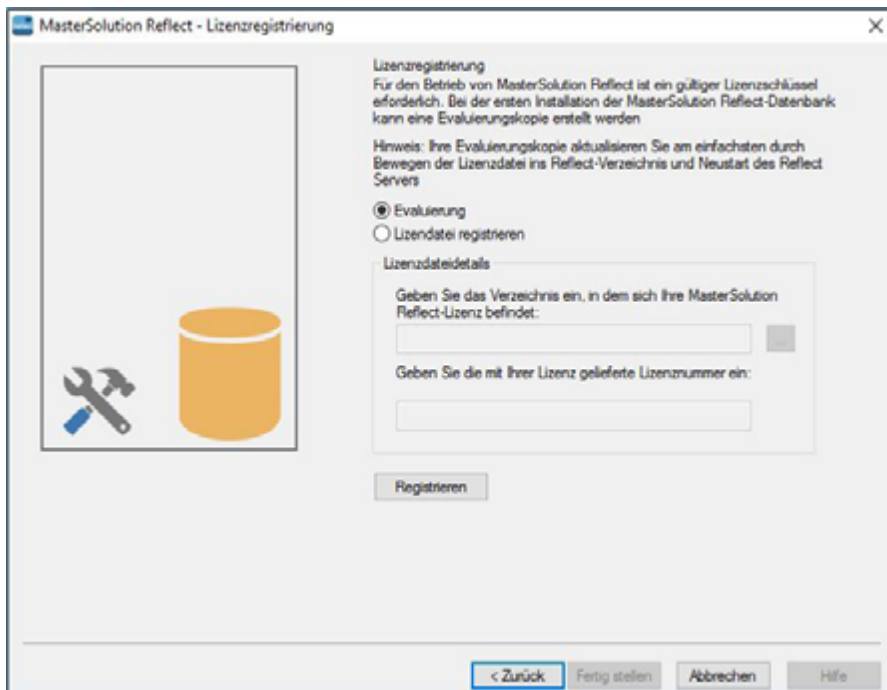 MasterSolution Reflect - Lizenzregistrierung
Lizenzregistrierung
Für den Betrieb von MasterSolution Reflect ist ein gültiger Lizenzschlüssel
erforderlich. Bei der ersten Installation der MasterSolution Reflect-Datenbank
kann eine Evaluierungskopie erstellt werden
Hinweis: Ihre Evaluierungskopie aktualisieren Sie am einfachsten durch
Bewegen der Lizenzdatei ins Reflect-Verzeichnis und Neustart des Reflect
Servers
Evaluierung
Lizendatei registrieren
Lizenzdateidetails
Geben Sie das Verzeichnis ein, in dem sich Ihre MasterSolution
Reflect-Lizenz befindet:
...
Geben Sie die mit Ihrer Lizenz gelieferte Lizenznummer ein:
Registrieren
< Zurück
Fertig stellen
Abbrechen
Hilfe